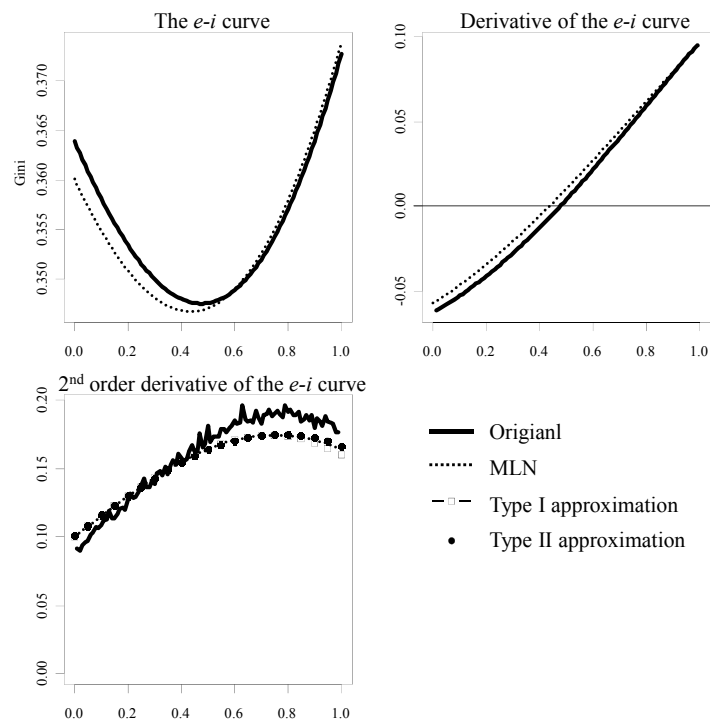 The e-i curve
Gini
0.370
0.365
0.360
0.355
0.350
0.0 0.2 0.4 0.6 0.8 1.0
Derivative of the e-i curve
0.10
0.05
0.00
-0.05
0.0 0.2 0.4 0.6 0.8 1.0
2nd order derivative of the e-i curve
0.20
0.15
0.10
0.05
0.00
0.0 0.2 0.4 0.6 0.8 1.0
Origianl
MLN
Type I approximation
Type II approximation